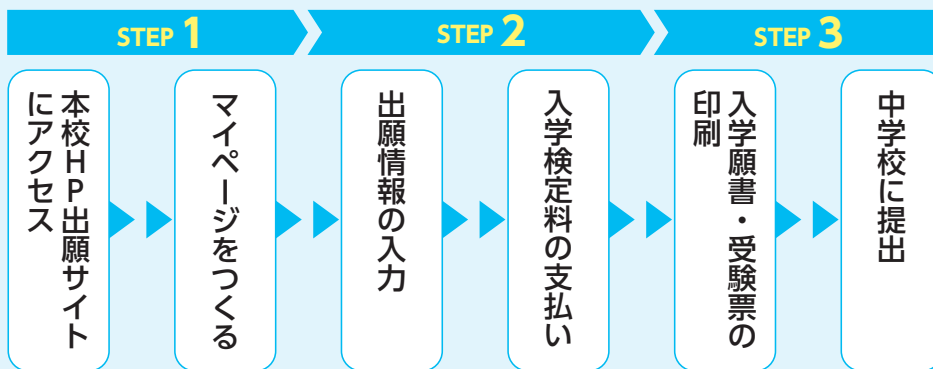 STEP 1
STEP 2
STEP 3
本校HP出願サイト
にアクセス
マイページをつくる
出願情報の入力
入学検定料の支払い
入学願書・受験票の
印刷
中学校に提出